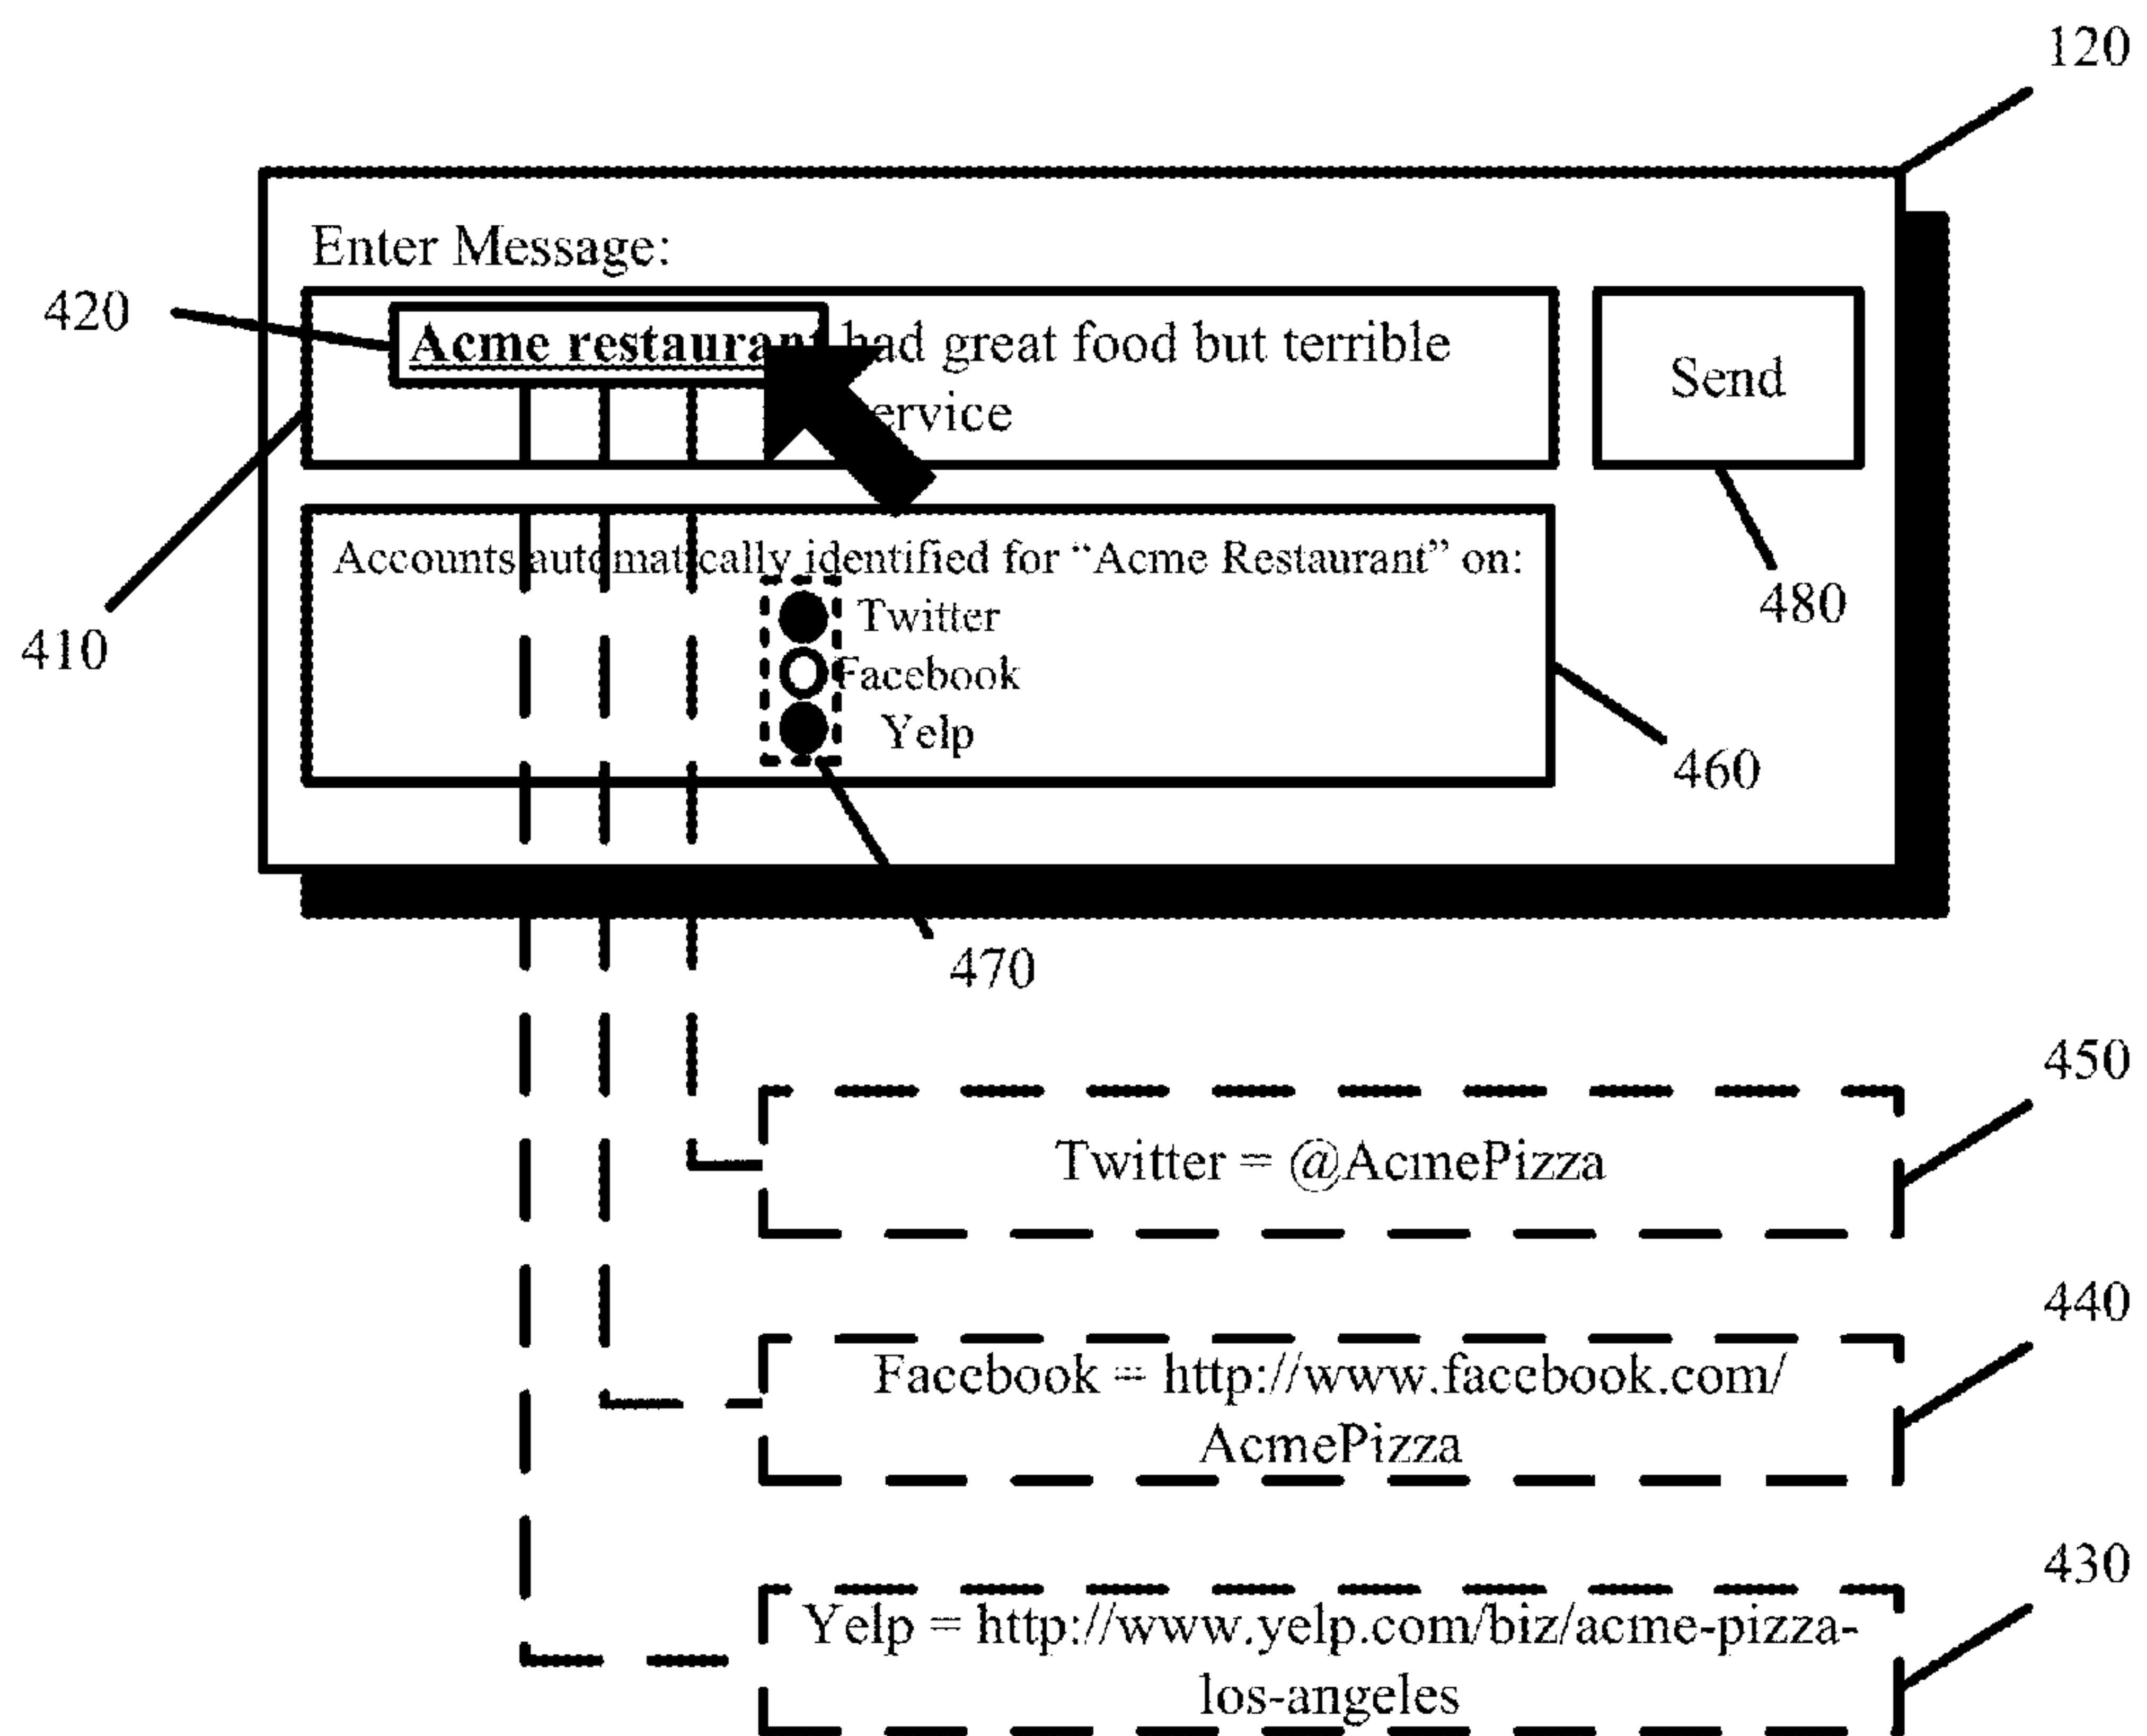 120
Enter Message:
420
Acme restaurant had great food but terrible
ervice
Send
410
Accounts automatically identified for “Acme Restaurant” on:
Twitter
Facebook
Yelp
480
460
470
450
Twitter = @AcmePizza
440
Facebook = http://www.facebook.com/
AcmePizza
430
Yelp = http://www.yelp.com/biz/acme-pizza-
los-angeles